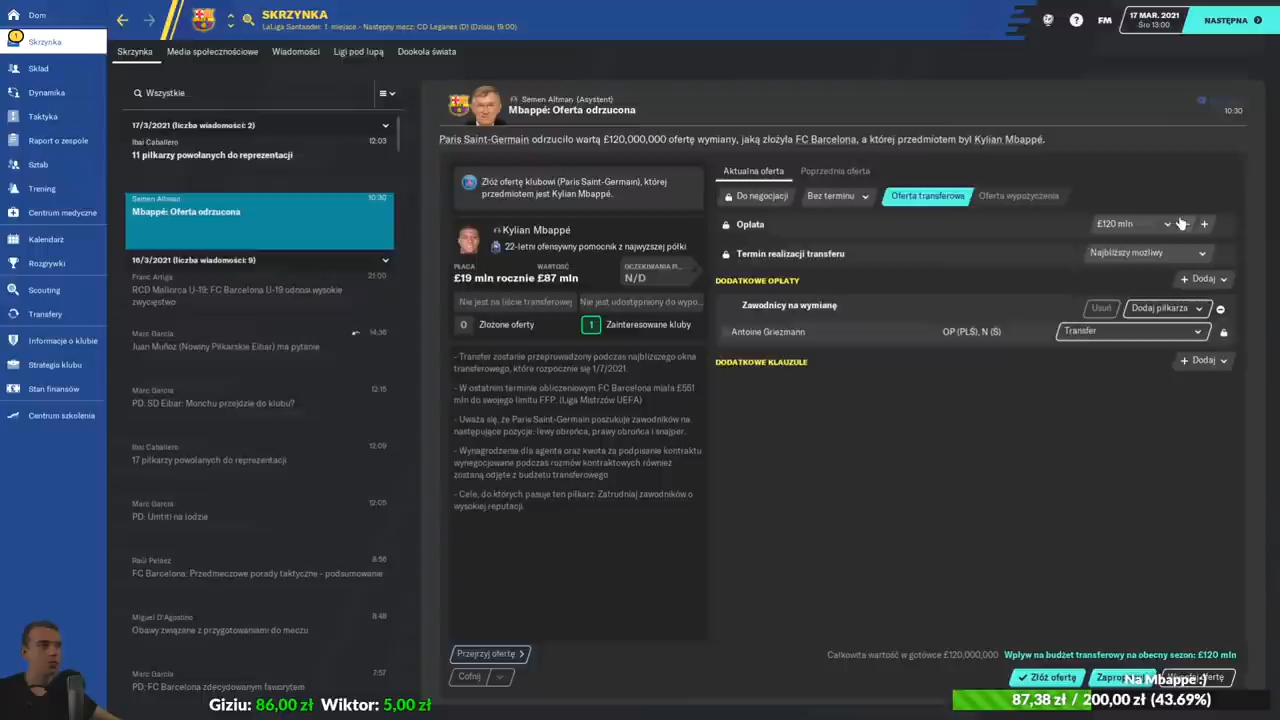 Dom
SKRZYNKA
LaLiga Santander: 1. miejsce - Następny mecz: CD Leganés (D) (Dzisiaj 19:00)
FM
17 MAR. 2021
Śro 13:00
NASTĘPNA
1
Skrzynka
Skład
Dynamika
Taktyka
Raport o zespole
Sztab
Trening
Centrum medyczne
Kalendarz
Rozgrywki
Scouting
Transfery
Informacje o klubie
Strategia klubu
Stan finansów
Centrum szkolenia
Skrzynka
Media społecznościowe
Wiadomości
Ligi pod lupą
Dookoła świata
Wszystkie
17/3/2021 (liczba wiadomości: 2)
Ibai Caballero
12:03
11 piłkarzy powołanych do reprezentacji
Semen Altman
10:30
Mbappé: Oferta odrzucona
16/3/2021 (liczba wiadomości: 9)
Franc Artiga
21:00
RCD Mallorca U-19: FC Barcelona U-19 odnosi wysokie
zwycięstwo
Marc García
14:36
Juan Muñoz (Nowiny Piłkarskie Eibar) ma pytanie
Marc García
12:15
PD: SD Eibar: Monchu przejdzie do klubu?
Ibai Caballero
12:09
17 piłkarzy powołanych do reprezentacji
Marc García
12:05
PD: Umtiti na lodzie
Raúl Peláez
8:56
FC Barcelona: Przedmeczowe porady taktyczne - podsumowanie
Miguel D'Agostino
8:48
Obawy związane z przygotowaniami do meczu
Marc García
7:57
PD: FC Barcelona zdecydowanym faworytem
Semen Altman (Asystent)
Mbappé: Oferta odrzucona
10:30
Paris Saint-Germain odrzuciło wartą £120,000,000 ofertę wymiany, jaką złożyła FC Barcelona, a której przedmiotem był Kylian Mbappé.
Złóż ofertę klubowi (Paris Saint-Germain), której
przedmiotem jest Kylian Mbappé.
Kylian Mbappé
22-letni ofensywny pomocnik z najwyższej półki
PŁACA
WARTOŚĆ
OCZEKIWANIA FI...
£19 mln rocznie
£87 mln
N/D
Nie jest na liście transferowej
Nie jest udostępniony do wypo...
0
Złożone oferty
1
Zainteresowane kluby
- Transfer zostanie przeprowadzony podczas najbliższego okna
transferowego, które rozpocznie się 1/7/2021.
- W ostatnim terminie obliczeniowym FC Barcelona miała £551
mln do swojego limitu FFP. (Liga Mistrzów UEFA)
- Uważa się, że Paris Saint-Germain poszukuje zawodników na
następujące pozycje: lewy obrońca, prawy obrońca i snajper.
- Wynagrodzenie dla agenta oraz kwota za podpisanie kontraktu
wynegocjowane podczas rozmów kontraktowych również
zostaną odjęte z budżetu transferowego
- Cele, do których pasuje ten piłkarz: Zatrudniaj zawodników o
wysokiej reputacji.
Aktualna oferta
Poprzednia oferta
Do negocjacji
Bez terminu
Oferta transferowa
Oferta wypożyczenia
Opłata
£120 mln
Termin realizacji transferu
Najbliższy możliwy
DODATKOWE OPŁATY
Dodaj
Zawodnicy na wymianę
Usuń
Dodaj piłkarza
Antoine Griezmann
OP (PLŚ), N (Ś)
Transfer
DODATKOWE KLAUZULE
Dodaj
Przejrzyj ofertę
Cofnij
Całkowita wartość w gotówce £120,000,000
Wpływ na budżet transferowy na obecny sezon: £120 mln
Złóż ofertę
Na Mbappe :)
Giziu: 86,00 zł Wiktor: 5,00 zł
87,38 zł / 200,00 zł (43.69%)